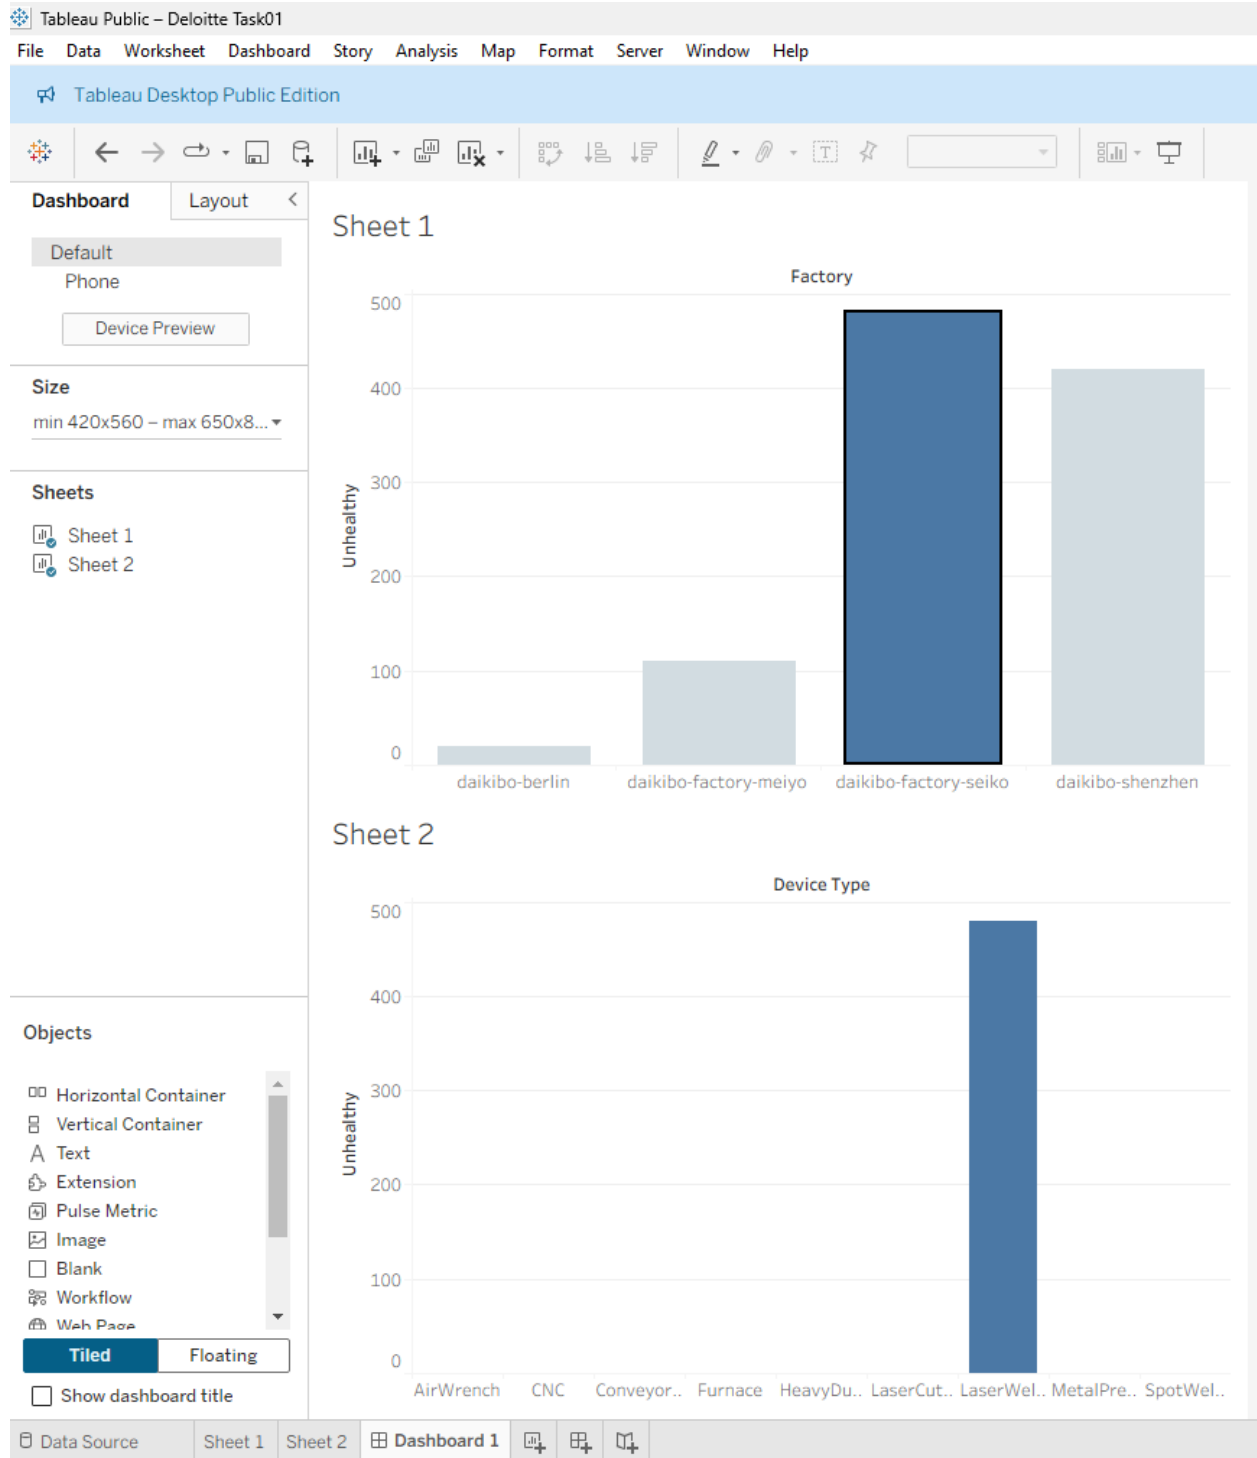 Tableau Public – Deloitte Task01
File Data Worksheet Dashboard Story Analysis Map Format Server Window Help
Tableau Desktop Public Edition
Dashboard Layout
Default
Phone
Device Preview
Size
min 420x560 – max 650x8...
Sheets
Sheet 1
Sheet 2
Objects
Horizontal Container
Vertical Container
Text
Extension
Pulse Metric
Image
Blank
Workflow
Web Page
Tiled Floating
Show dashboard title
Sheet 1
Factory
500
400
300
200
100
0
Unhealthy
daikibo-berlin daikibo-factory-meiyo daikibo-factory-seiko daikibo-shenzhen
Sheet 2
Device Type
500
400
300
200
100
0
Unhealthy
AirWrench CNC Conveyor.. Furnace HeavyDu.. LaserCut.. LaserWel.. MetalPre.. SpotWel..
Data Source Sheet 1 Sheet 2 Dashboard 1